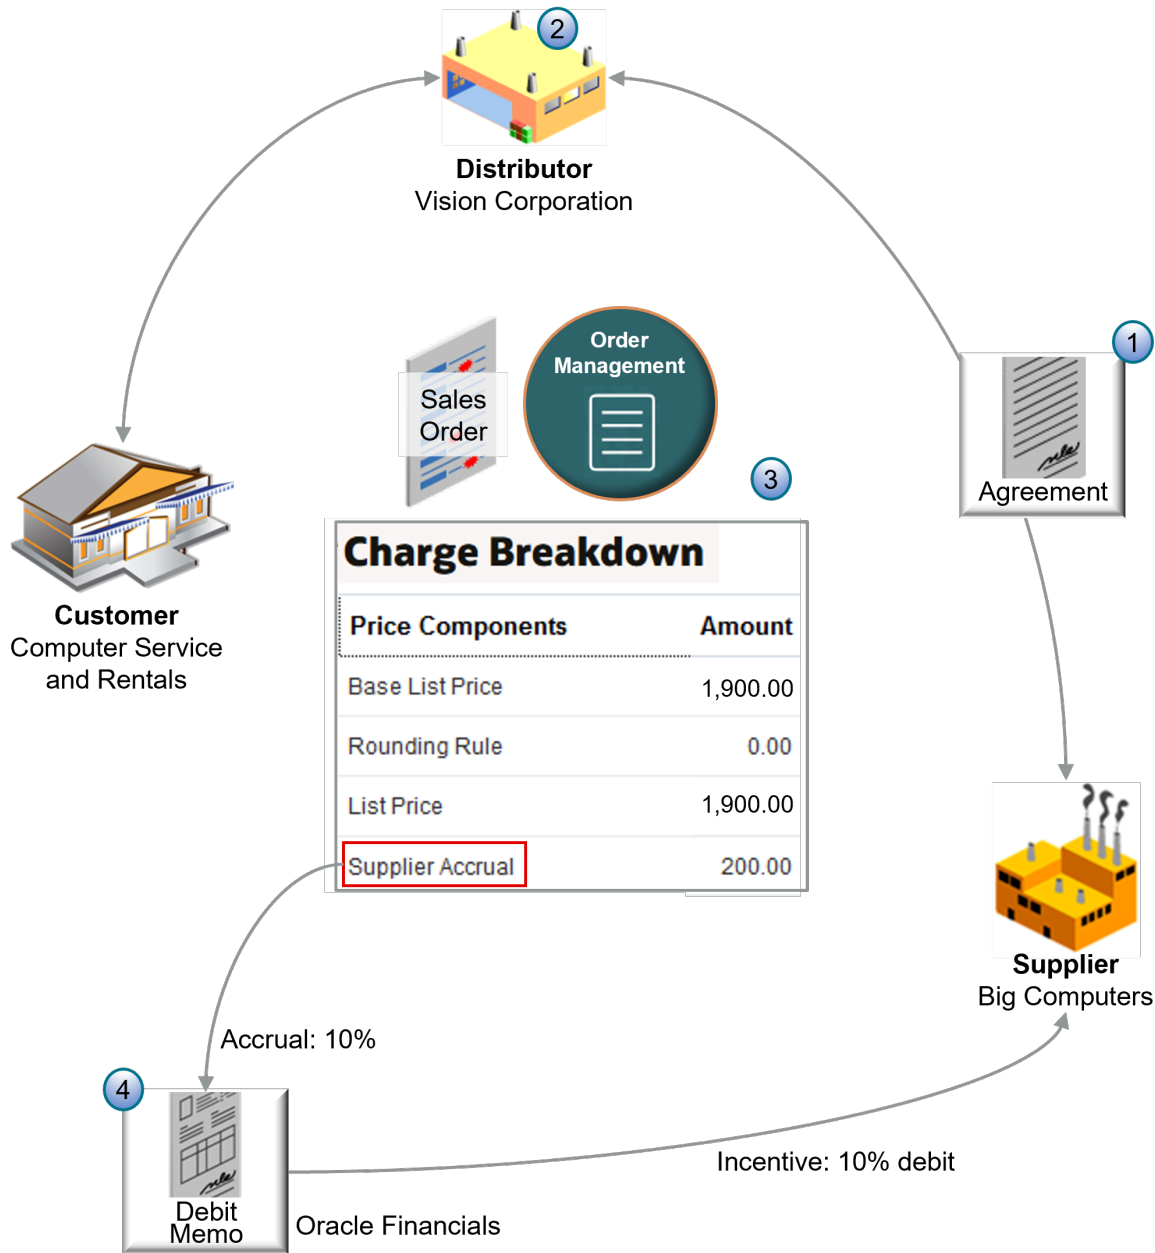 2
Distributor
Vision Corporation
1
Agreement
Order
Management
Sales
Order
3
Customer
Computer Service
and Rentals
Charge Breakdown
Price Components Amount
Base List Price 1,900.00
Rounding Rule 0.00
List Price 1,900.00
Supplier Accrual 200.00
Supplier
Big Computers
Accrual: 10%
4
Debit
Memo
Oracle Financials
Incentive: 10% debit